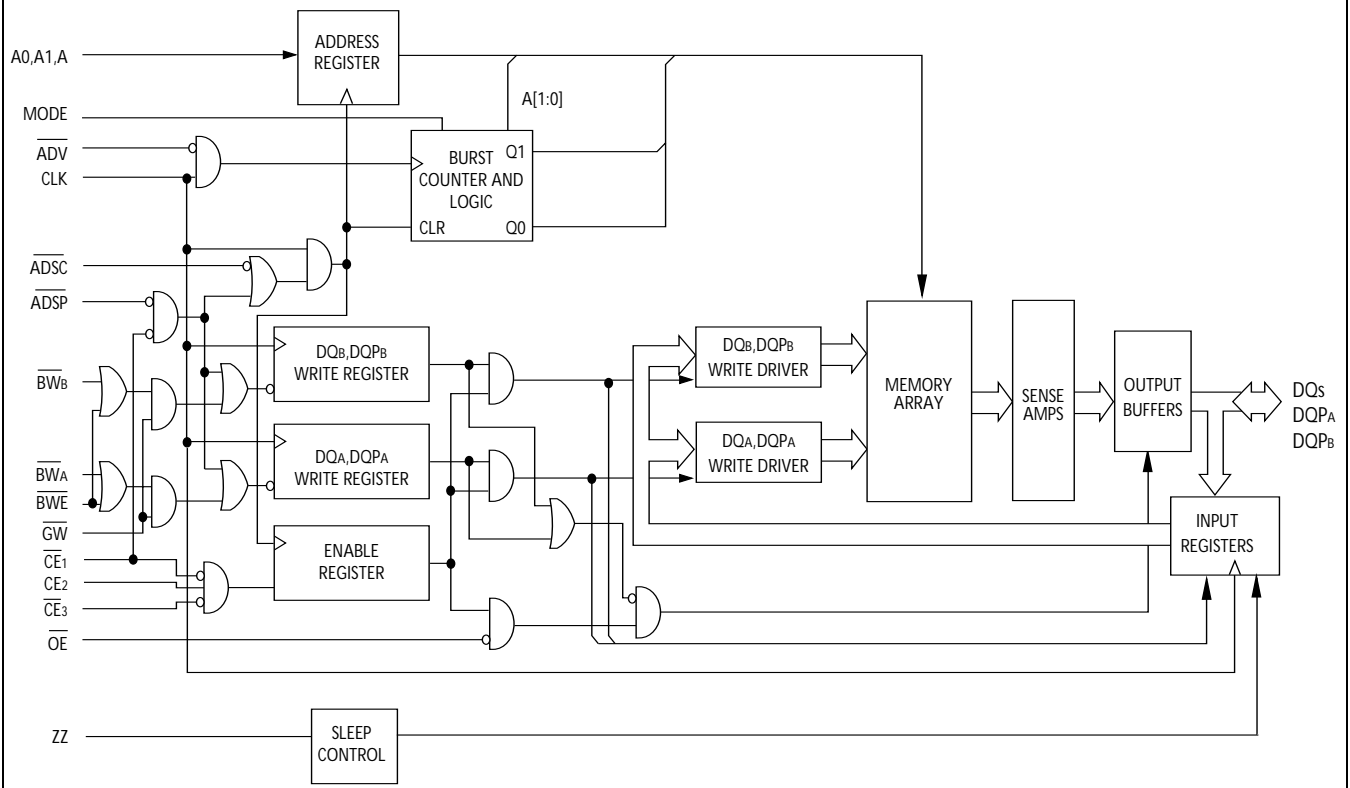 A0,A1,A
MODE
ADV
CLK
ADSC
ADSP
BWB
BWA
BWE
GW
CE1
CE2
CE3
OE
ZZ
ADDRESS
REGISTER
A[1:0]
BURST
COUNTER AND
LOGIC
Q1
CLR
Q0
DQB,DQPB
WRITE REGISTER
DQA,DQPA
WRITE REGISTER
ENABLE
REGISTER
SLEEP
CONTROL
DQB,DQPB
WRITE DRIVER
DQA,DQPA
WRITE DRIVER
MEMORY
ARRAY
SENSE
AMPS
OUTPUT
BUFFERS
INPUT
REGISTERS
DQs
DQPA
DQPB